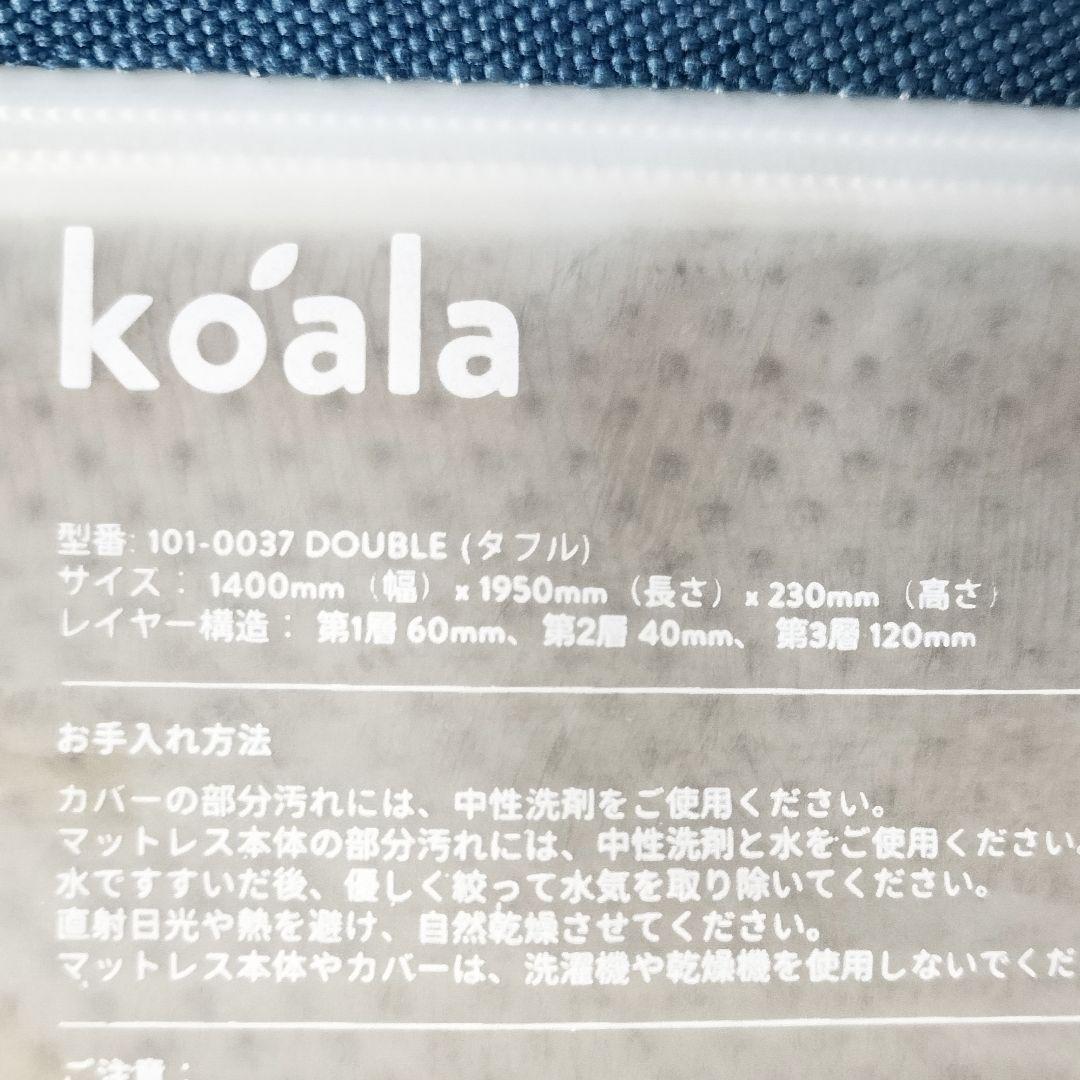 koala
型番: 101-0037 DOUBLE (タブル)
サイズ： 1400mm （幅） x 1950mm （長さ） x 230mm （高さ）
レイヤー構造： 第1層 60mm、 第2層 40mm、 第3層 120mm
お手入れ方法
カバーの部分汚れには、中性洗剤をご使用ください。
マットレス本体の部分汚れには、中性洗剤と水をご使用ください。
水ですすいだ後、優しく絞って水気を取り除いてください。
直射日光や熱を避け、自然乾燥させてください。
マットレス本体やカバーは、洗濯機や乾燥機を使用しないでくだ
ご注意：